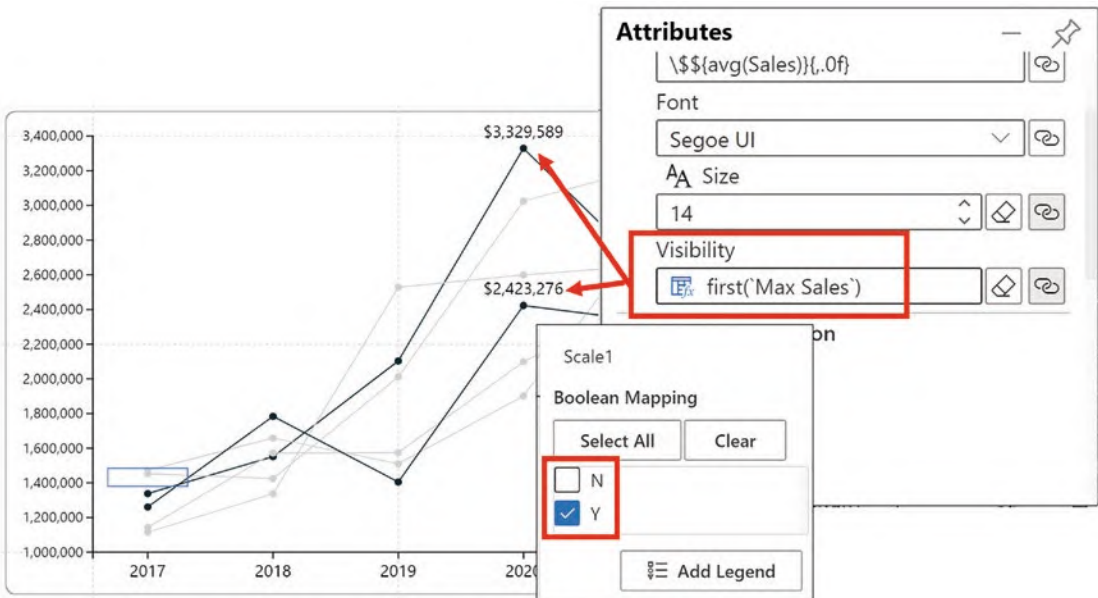 Attributes
\$${avg(Sales)}{,.0f}
Font
Segoe UI
AA Size
14
Visibility
first(`Max Sales`)
on
3,400,000
3,200,000
3,000,000
2,800,000
2,600,000
2,400,000
2,200,000
2,000,000
1,800,000
1,600,000
1,400,000
1,200,000
1,000,000
$3,329,589
$2,423,276
2017
2018
2019
202
Scale1
Boolean Mapping
Select All Clear
N
Y
Add Legend